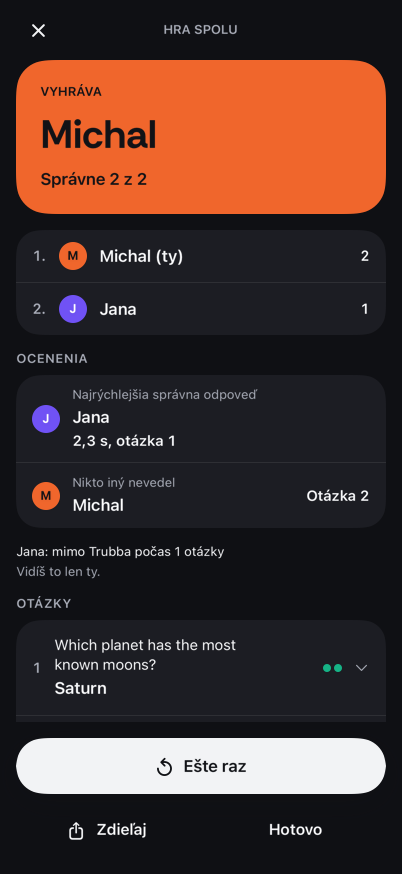 HRA SPOLU
VYHRÁVA
Michal
Správne 2 z 2
1. M Michal (ty) 2
2. J Jana 1
OCENENIA
Najrýchlejšia správna odpoveď
J Jana
2,3 s, otázka 1
Nikto iný nevedel
M Michal Otázka 2
Jana: mimo Trubba počas 1 otázky
Vidíš to len ty.
OTÁZKY
Which planet has the most
1 known moons?
Saturn
Ešte raz
Zdieľaj Hotovo